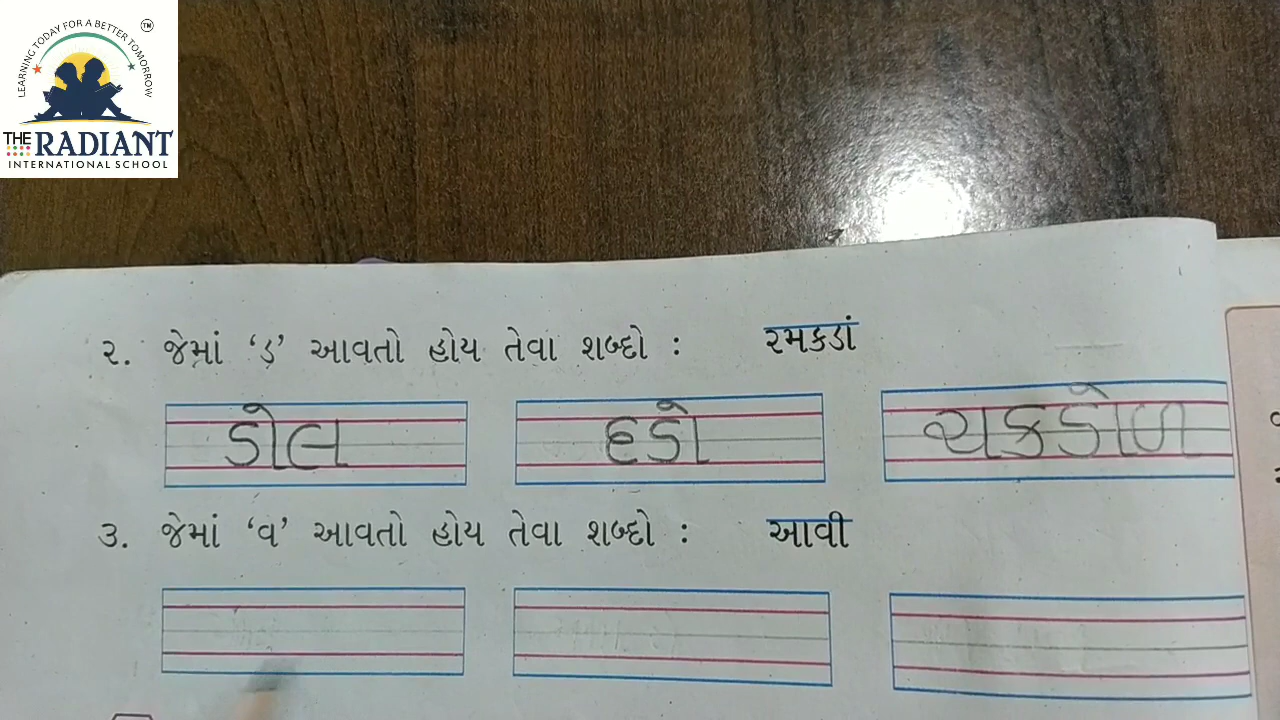 LEARNING TODAY FOR A BETTER TOMORROW
TM
THE RADIANT
INTERNATIONAL SCHOOL
૨. જેમાં ‘ડ’ આવતો હોય તેવા શબ્દો : રમકડાં
ડોલ દડો ચકડોળ
૩. જેમાં ‘વ’ આવતો હોય તેવા શબ્દો : આવી